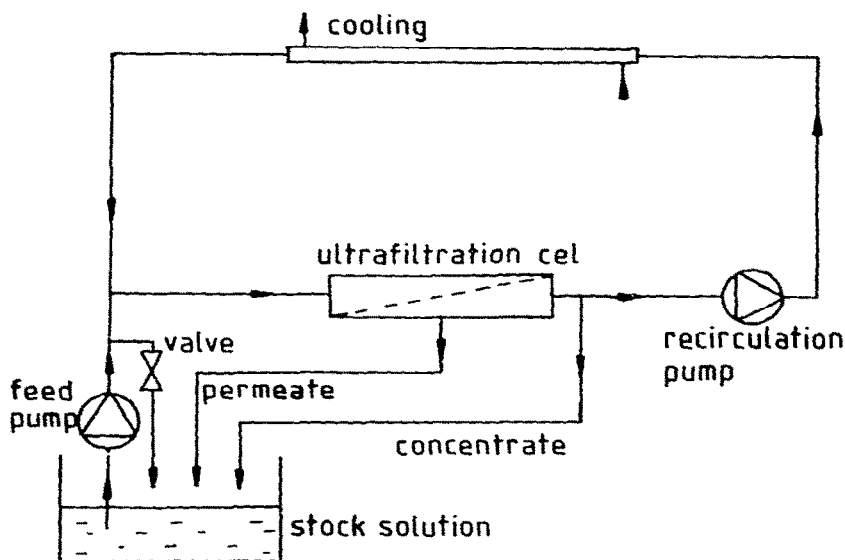 cooling
ultrafiltration cel
valve
recirculation
pump
feed
pump
permeate
concentrate
stock solution